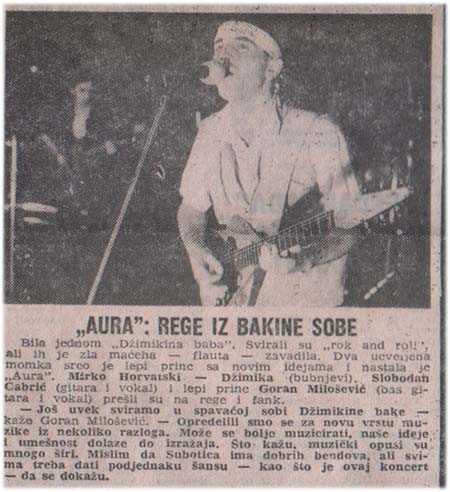 „AURA”: REGE IZ BAKINE SOBE
Bila jednom „Džimikina baba”. Svirali su „rok and roll”,
ali ih je zla maćeha — flauta — zavadila. Dva ucveljena
momka sreo je lepi princ sa novim idejama i nastala je
„Aura”. Mirko Horvatski — Džimika (bubnjevi), Slobodan
Čabrić (gitara i vokal) i lepi princ Goran Milošević (bas gi-
tara i vokal) prešli su na rege i fank.
— Još uvek sviramo u spavaćoj sobi Džimikine bake —
kaže Goran Milošević. — Opredelili smo se za novu vrstu mu-
zike iz nekoliko razloga. Može se bolje muzicirati, naše ideje
i umešnost dolaze do izražaja. Što kažu, muzički opusi su
mnogo širi. Mislim da Subotica ima dobrih bendova, ali svi-
ma treba dati podjednaku šansu — kao što je ovaj koncert
— da se dokažu.